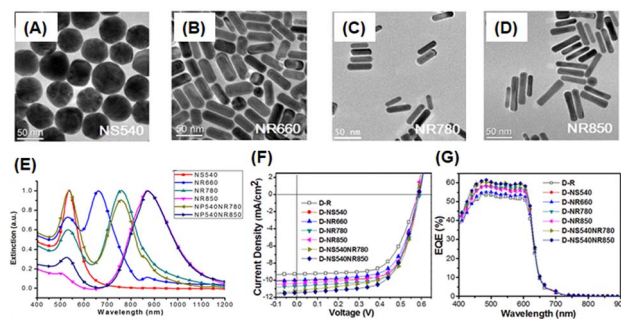 (A)
NS540
50 nm
(B)
NR660
50 nm
(C)
NR780
50 nm
(D)
NR850
50 nm
(E)
Extinction (a.u.)
1.0
0.8
0.6
0.4
0.2
0.0
400 500 600 700 800 900 1000 1100 1200
Wavelength (nm)
NS540
NR660
NR780
NR850
NP540NR780
NP540NR850
(F)
Current Density (mA/cm2)
2
0
-2
-4
-6
-8
-10
-12
-0.1 0.0 0.1 0.2 0.3 0.4 0.5 0.6
Voltage (V)
D-R
D-NS540
D-NR660
D-NR780
D-NR850
D-NS540NR780
D-NS540NR850
(G)
EQE (%)
80
70
60
50
40
30
20
10
0
400 500 600 700 800 900
Wavelength (nm)
D-R
D-NS540
D-NR660
D-NR780
D-NR850
D-NS540NR780
D-NS540NR850